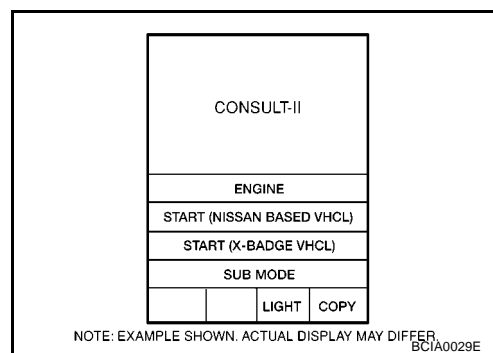 CONSULT-II
ENGINE
START (NISSAN BASED VHCL)
START (X-BADGE VHCL)
SUB MODE
LIGHT COPY
NOTE: EXAMPLE SHOWN. ACTUAL DISPLAY MAY DIFFER.
BCIA0029E